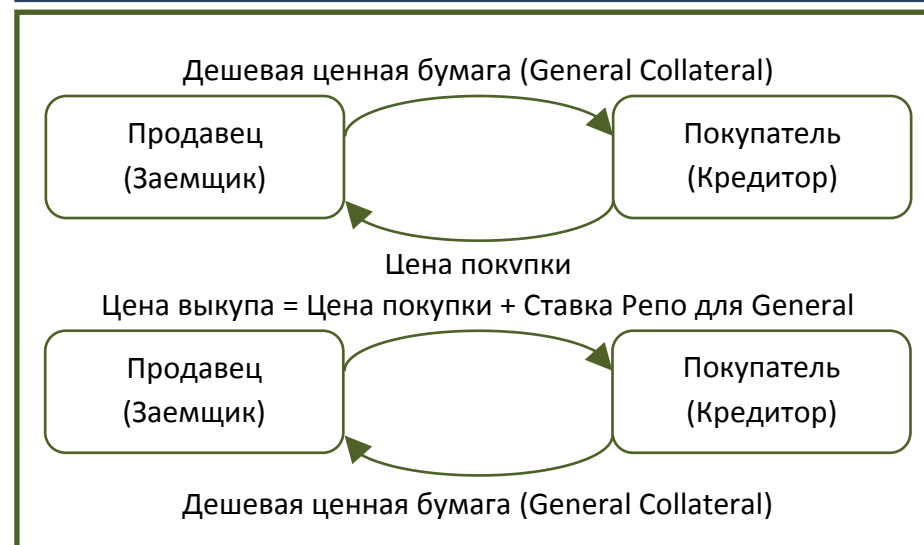 Дешевая ценная бумага (General Collateral)
Продавец
(Заемщик)
Покупатель
(Кредитор)
Цена покупки
Цена выкупа = Цена покупки + Ставка Репо для General
Продавец
(Заемщик)
Покупатель
(Кредитор)
Дешевая ценная бумага (General Collateral)